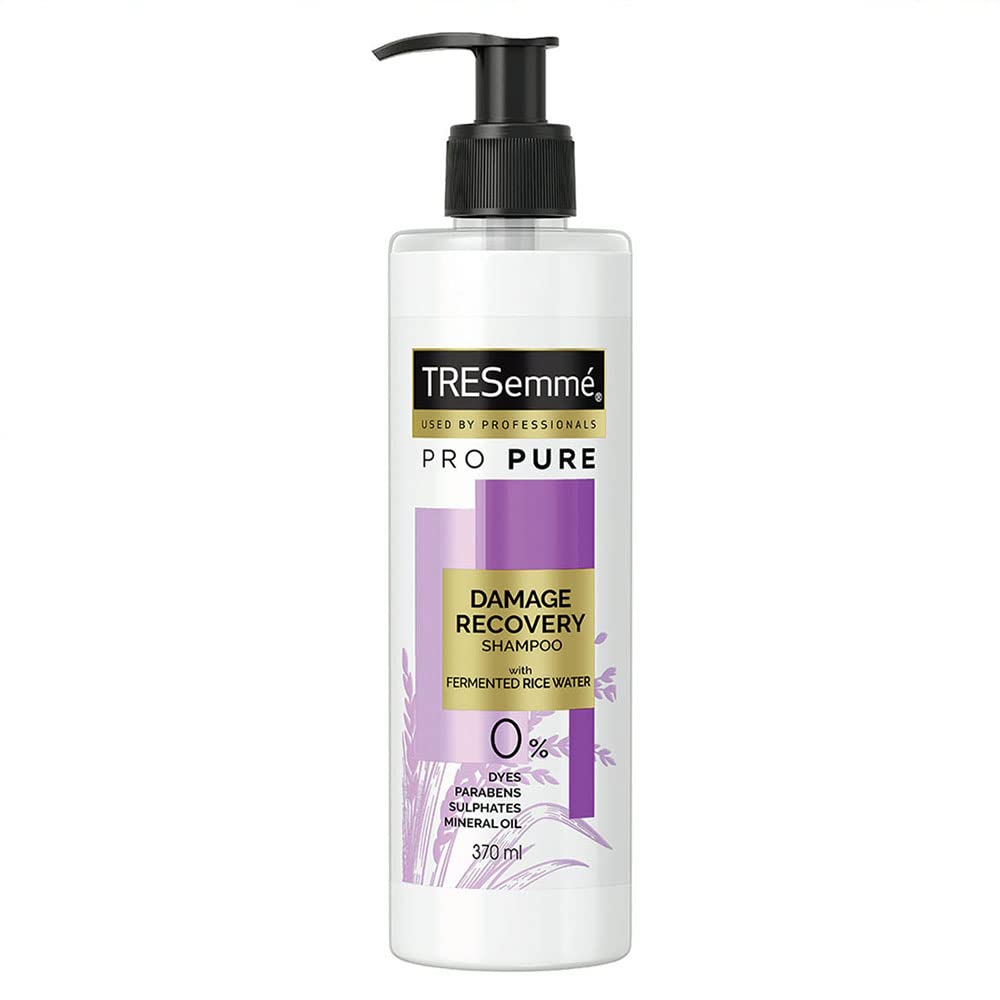 TRESemmé®
USED BY PROFESSIONALS
PRO PURE
DAMAGE
RECOVERY
SHAMPOO
with
FERMENTED RICE WATER
0%
DYES
PARABENS
SULPHATES
MINERAL OIL
370 ml